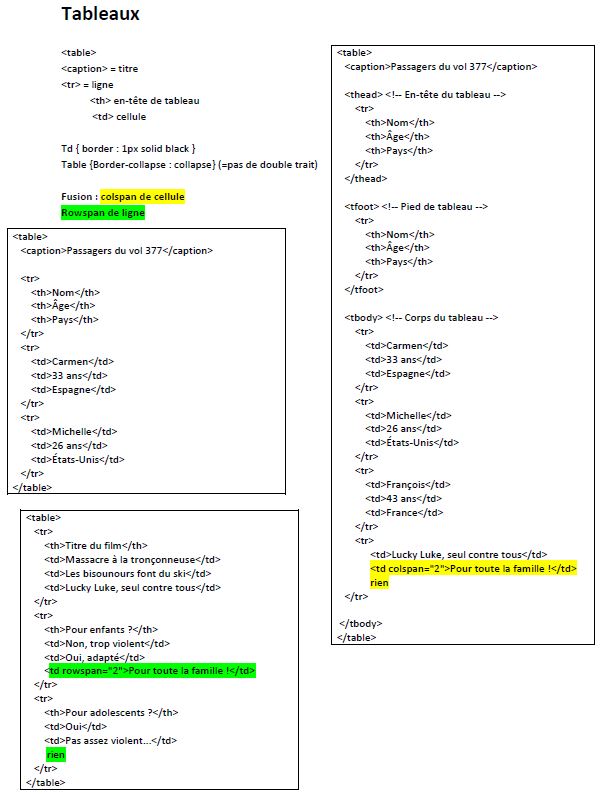 Tableaux
<table>
<caption> = titre
<tr> = ligne
<th> en-tête de tableau
<td> cellule
Td { border : 1px solid black }
Table {Border-collapse : collapse} (=pas de double trait)
Fusion : colspan de cellule
Rowspan de ligne
<table>
<caption>Passagers du vol 377</caption>
<tr>
<th>Nom</th>
<th>Âge</th>
<th>Pays</th>
</tr>
<tr>
<td>Carmen</td>
<td>33 ans</td>
<td>Espagne</td>
</tr>
<tr>
<td>Michelle</td>
<td>26 ans</td>
<td>États-Unis</td>
</tr>
</table>
<table>
<tr>
<th>Titre du film</th>
<td>Massacre à la tronçonneuse</td>
<td>Les bisounours font du ski</td>
<td>Lucky Luke, seul contre tous</td>
</tr>
<tr>
<th>Pour enfants ?</th>
<td>Non, trop violent</td>
<td>Oui, adapté</td>
<td rowspan="2">Pour toute la famille !</td>
</tr>
<tr>
<th>Pour adolescents ?</th>
<td>Oui</td>
<td>Pas assez violent...</td>
rien
</tr>
</table>
<table>
<caption>Passagers du vol 377</caption>
<thead> <!-- En-tête du tableau -->
<tr>
<th>Nom</th>
<th>Âge</th>
<th>Pays</th>
</tr>
</thead>
<tfoot> <!-- Pied de tableau -->
<tr>
<th>Nom</th>
<th>Âge</th>
<th>Pays</th>
</tr>
</tfoot>
<tbody> <!-- Corps du tableau -->
<tr>
<td>Carmen</td>
<td>33 ans</td>
<td>Espagne</td>
</tr>
<tr>
<td>Michelle</td>
<td>26 ans</td>
<td>États-Unis</td>
</tr>
<tr>
<td>François</td>
<td>43 ans</td>
<td>France</td>
</tr>
<tr>
<td>Lucky Luke, seul contre tous</td>
<td colspan="2">Pour toute la famille !</td>
rien
</tr>
</tbody>
</table>